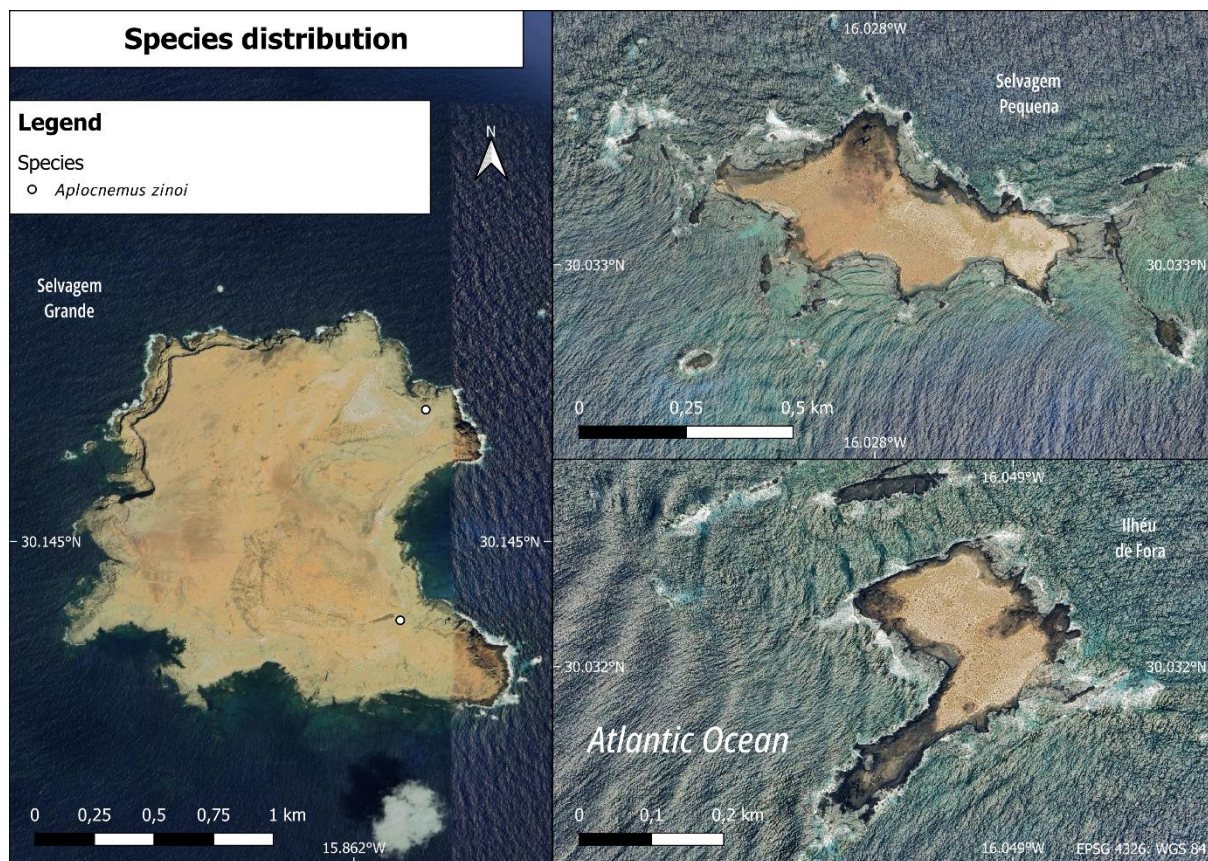 Species distribution
Legend
Species
Aplocnemus zinoi
N
Selvagem
Grande
30.145°N
30.145°N
0 0,25 0,5 0,75 1 km
15.862°W
16.028°W
Selvagem
Pequena
30.033°N
30.033°N
0 0,25 0,5 km
16.028°W
16.049°W
Ilhéu
de Fora
30.032°N
30.032°N
Atlantic Ocean
0 0,1 0,2 km
16.049°W
EPSG 4326: WGS 84